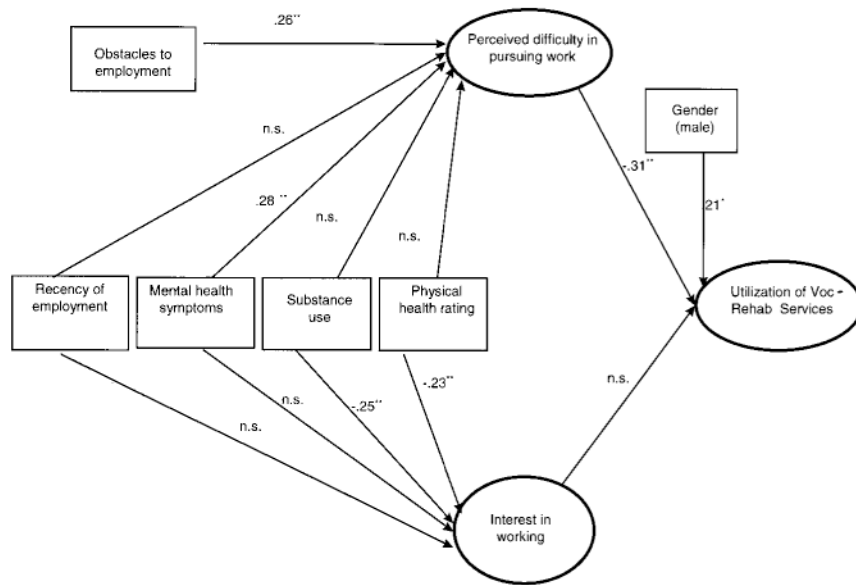 .26**
Obstacles to
employment
Perceived difficulty in
pursuing work
Gender
(male)
n.s.
-.31**
.28 **
n.s.
.21*
n.s.
Recency of
employment
Mental health
symptoms
Substance
use
Physical
health rating
Utilization of Voc-
Rehab Services
n.s.
n.s.
-.25**
-.23**
n.s.
Interest in
working